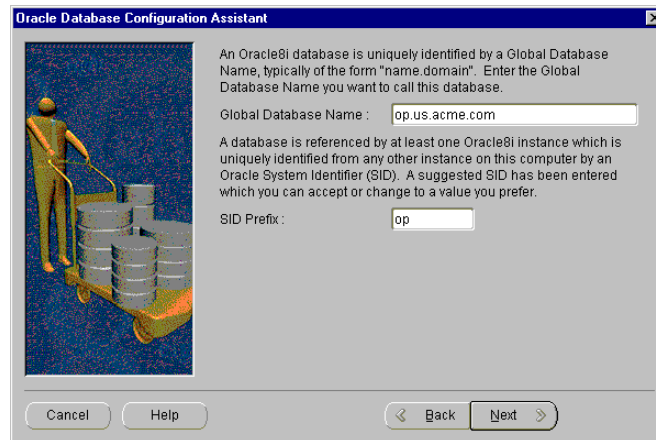 Oracle Database Configuration Assistant
An Oracle8i database is uniquely identified by a Global Database
Name, typically of the form "name.domain". Enter the Global
Database Name you want to call this database.
Global Database Name :
op.us.acme.com
A database is referenced by at least one Oracle8i instance which is
uniquely identified from any other instance on this computer by an
Oracle System Identifier (SID). A suggested SID has been entered
which you can accept or change to a value you prefer.
SID Prefix :
op
Cancel
Help
Back
Next